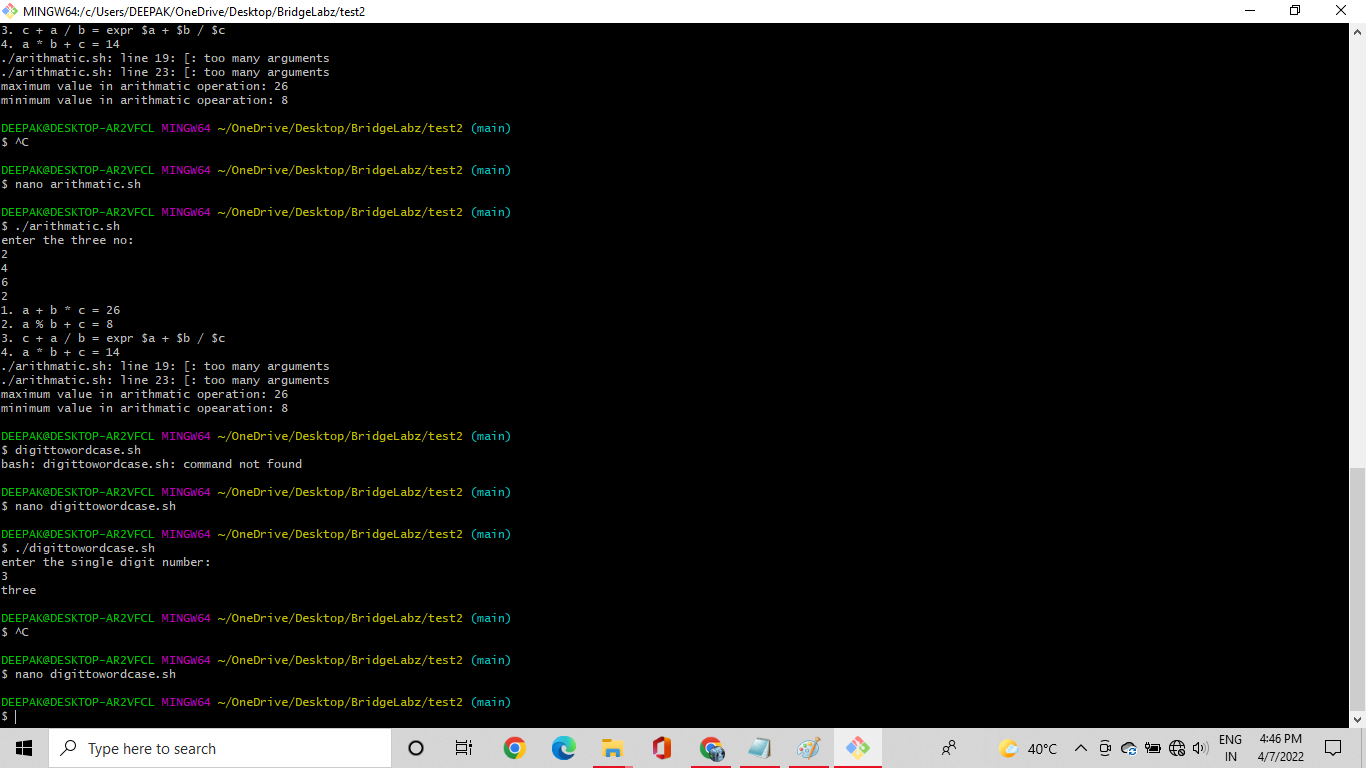 MINGW64:/c/Users/DEEPAK/OneDrive/Desktop/BridgeLabz/test2
3. c + a / b = expr $a + $b / $c
4. a * b + c = 14
./arithmatic.sh: line 19: [: too many arguments
./arithmatic.sh: line 23: [: too many arguments
maximum value in arithmatic operation: 26
minimum value in arithmatic opearation: 8
DEEPAK@DESKTOP-AR2VFCL MINGW64 ~/OneDrive/Desktop/BridgeLabz/test2 (main)
$ ^C
DEEPAK@DESKTOP-AR2VFCL MINGW64 ~/OneDrive/Desktop/BridgeLabz/test2 (main)
$ nano arithmatic.sh
DEEPAK@DESKTOP-AR2VFCL MINGW64 ~/OneDrive/Desktop/BridgeLabz/test2 (main)
$ ./arithmatic.sh
enter the three no:
2
4
6
2
1. a + b * c = 26
2. a % b + c = 8
3. c + a / b = expr $a + $b / $c
4. a * b + c = 14
./arithmatic.sh: line 19: [: too many arguments
./arithmatic.sh: line 23: [: too many arguments
maximum value in arithmatic operation: 26
minimum value in arithmatic opearation: 8
DEEPAK@DESKTOP-AR2VFCL MINGW64 ~/OneDrive/Desktop/BridgeLabz/test2 (main)
$ digittowordcase.sh
bash: digittowordcase.sh: command not found
DEEPAK@DESKTOP-AR2VFCL MINGW64 ~/OneDrive/Desktop/BridgeLabz/test2 (main)
$ nano digittowordcase.sh
DEEPAK@DESKTOP-AR2VFCL MINGW64 ~/OneDrive/Desktop/BridgeLabz/test2 (main)
$ ./digittowordcase.sh
enter the single digit number:
3
three
DEEPAK@DESKTOP-AR2VFCL MINGW64 ~/OneDrive/Desktop/BridgeLabz/test2 (main)
$ ^C
DEEPAK@DESKTOP-AR2VFCL MINGW64 ~/OneDrive/Desktop/BridgeLabz/test2 (main)
$ nano digittowordcase.sh
DEEPAK@DESKTOP-AR2VFCL MINGW64 ~/OneDrive/Desktop/BridgeLabz/test2 (main)
$
Type here to search
40°C
ENG
IN
4:46 PM
4/7/2022